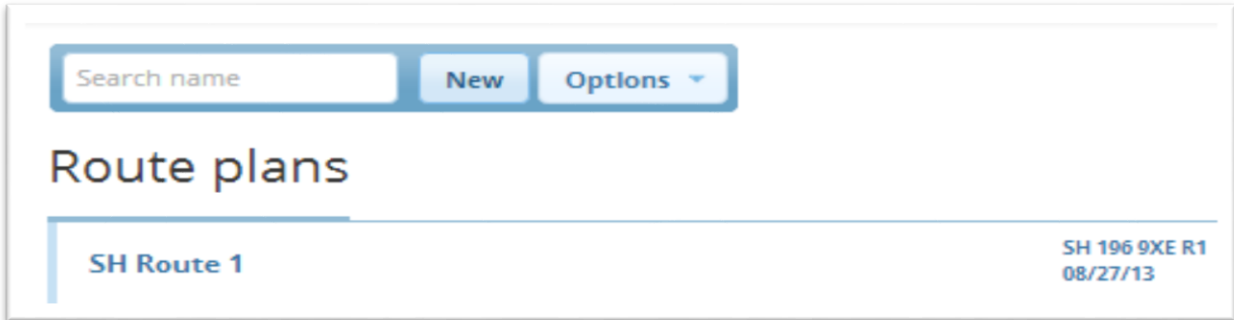 Search name New Options
Route plans
SH Route 1
SH 196 9XE R1
08/27/13